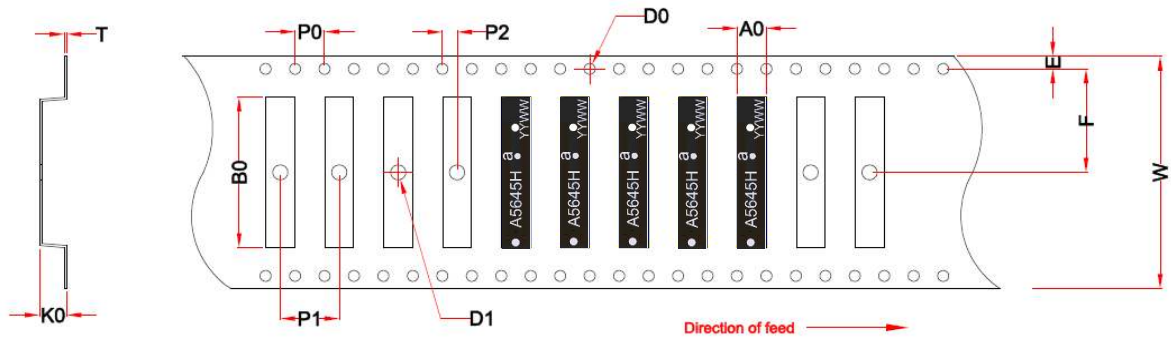 T
P0
P2
D0
A0
E
F
W
B0
a YYWW
A5645H
a YYWW
A5645H
a YYWW
A5645H
a YYWW
A5645H
a YYWW
A5645H
K0
P1
D1
Direction of feed